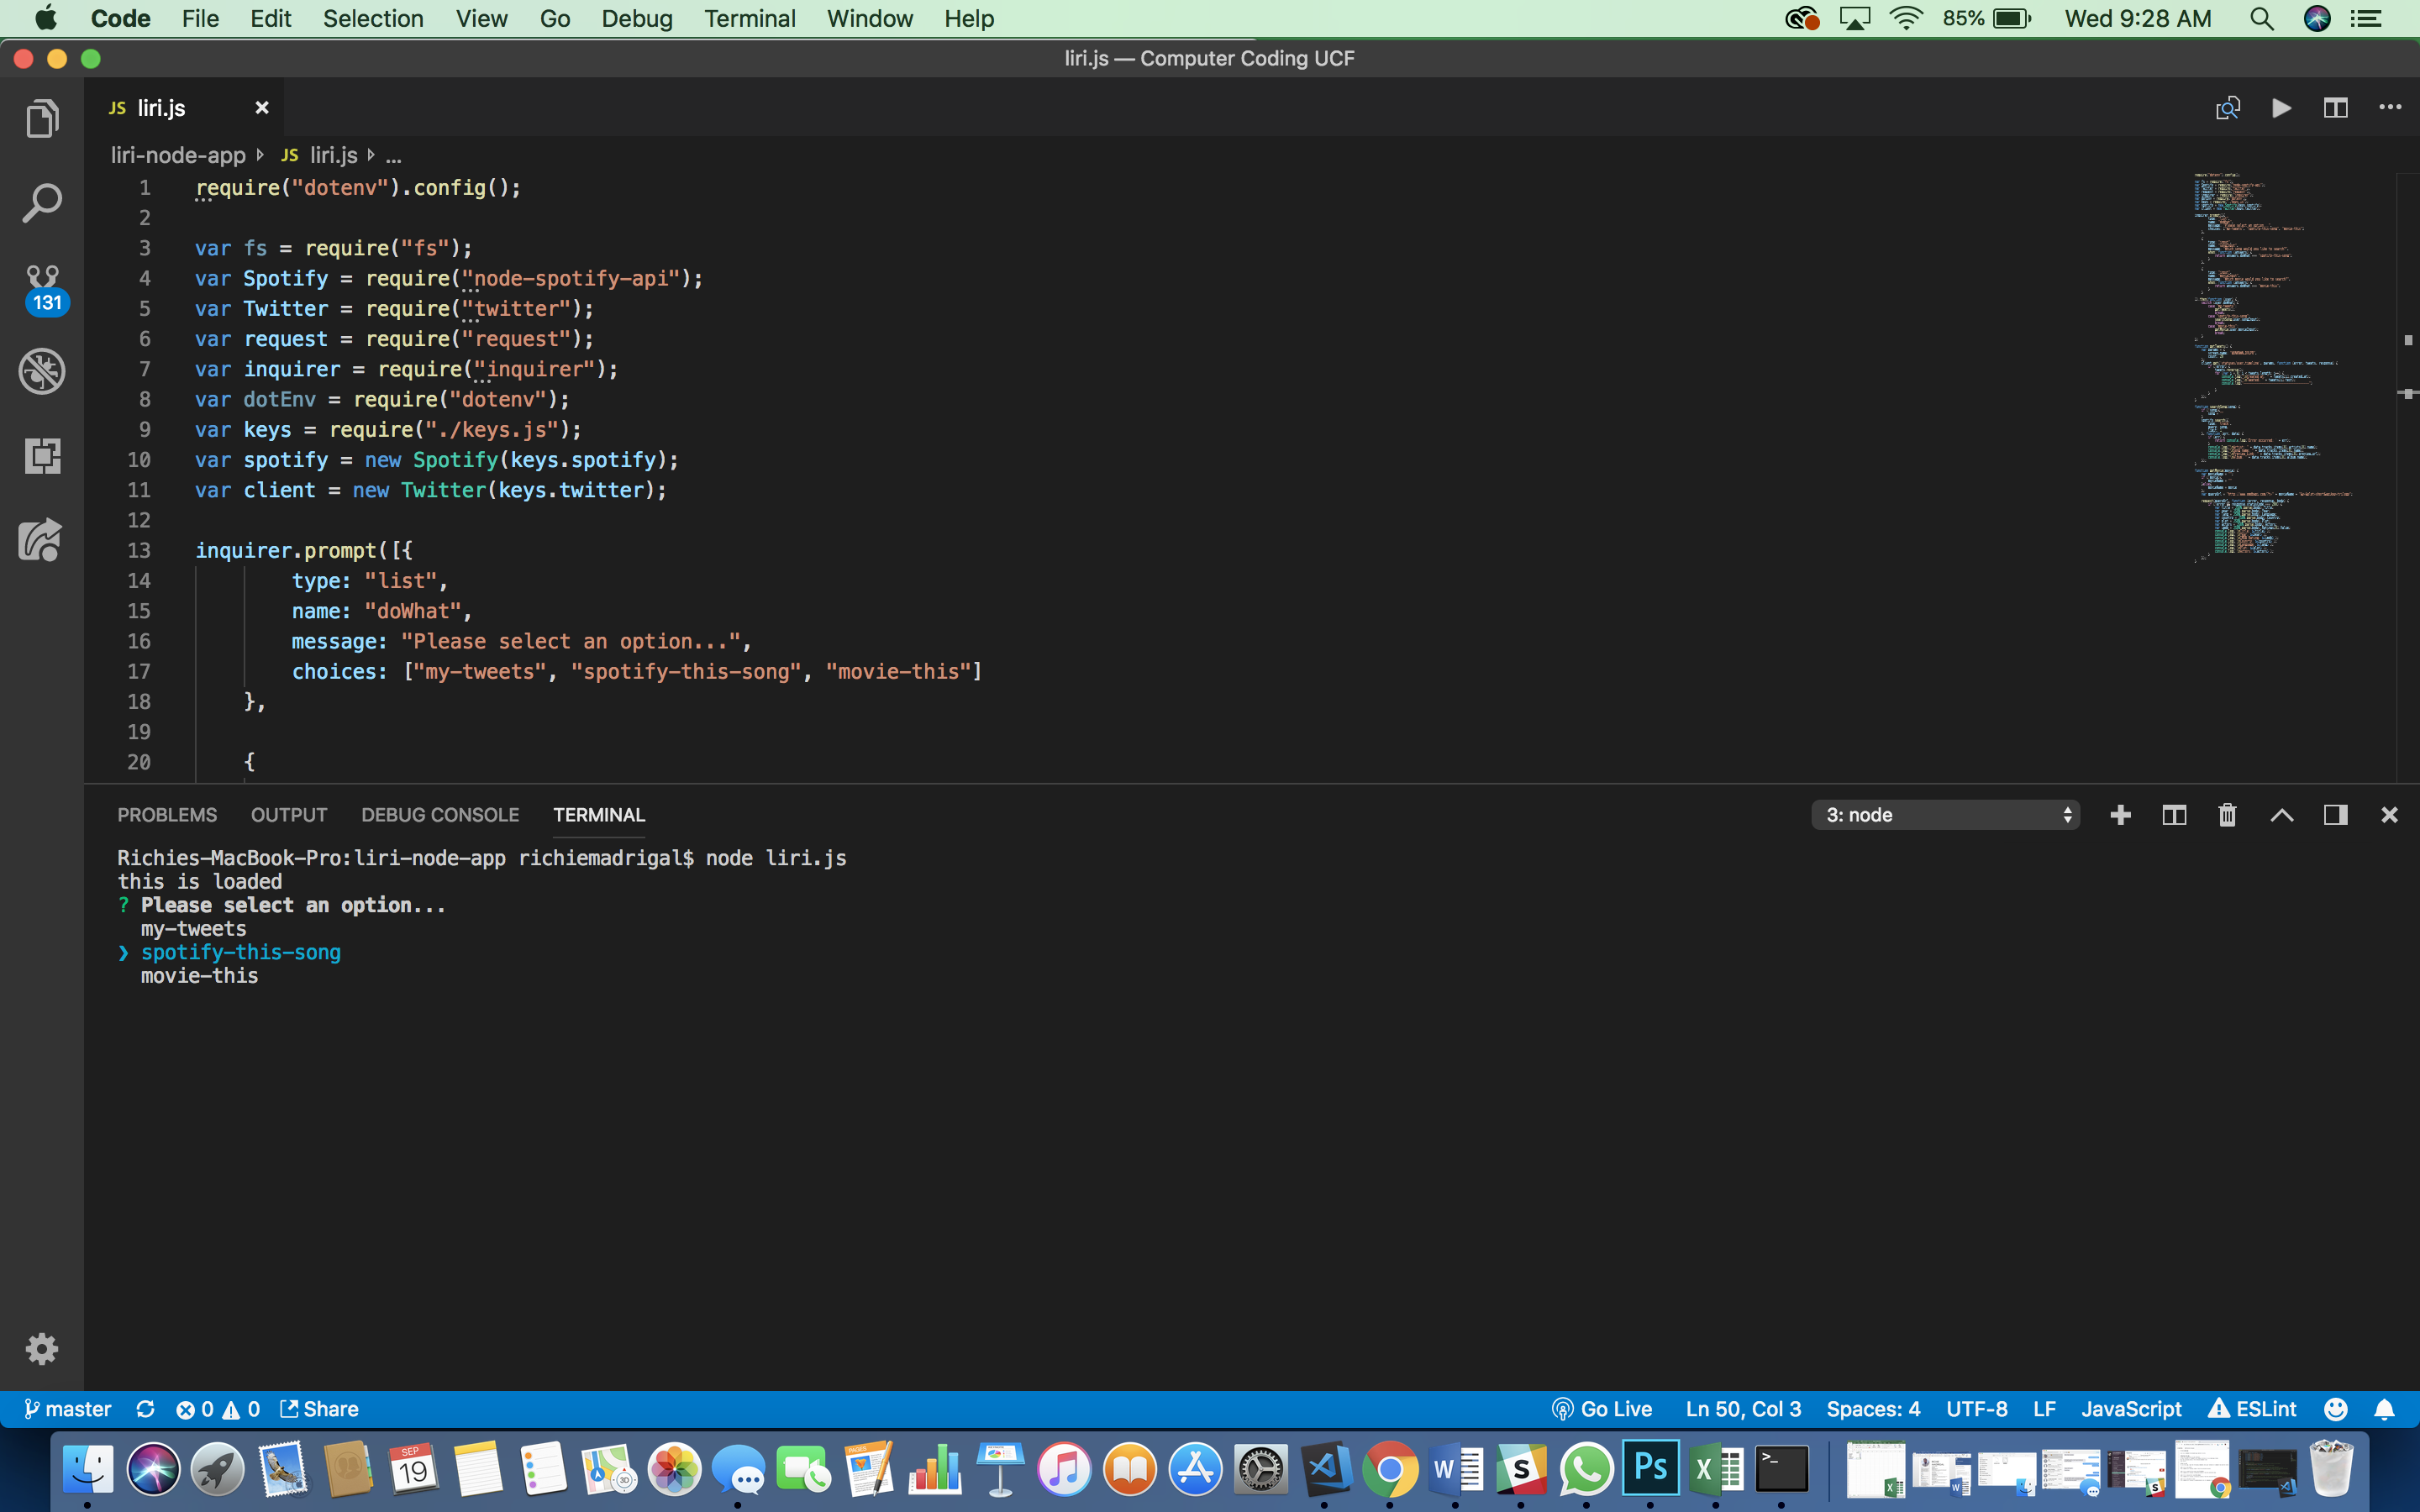 Code File Edit Selection View Go Debug Terminal Window Help 85% Wed 9:28 AM
liri.js — Computer Coding UCF
JS liri.js
liri-node-app JS liri.js ...
1 require("dotenv").config();
2
3 var fs = require("fs");
4 var Spotify = require("node-spotify-api");
5 var Twitter = require("twitter");
6 var request = require("request");
7 var inquirer = require("inquirer");
8 var dotEnv = require("dotenv");
9 var keys = require("./keys.js");
10 var spotify = new Spotify(keys.spotify);
11 var client = new Twitter(keys.twitter);
12
13 inquirer.prompt([{
14 type: "list",
15 name: "doWhat",
16 message: "Please select an option...",
17 choices: ["my-tweets", "spotify-this-song", "movie-this"]
18 },
19
20 {
131
PROBLEMS OUTPUT DEBUG CONSOLE TERMINAL 3: node
Richies-MacBook-Pro:liri-node-app richiemadrigal$ node liri.js
this is loaded
? Please select an option...
my-tweets
❯ spotify-this-song
movie-this
master 0 0 Share Go Live Ln 50, Col 3 Spaces: 4 UTF-8 LF JavaScript ESLint
SEP
19
3D
PAGES
W
S
Ps
X
>_